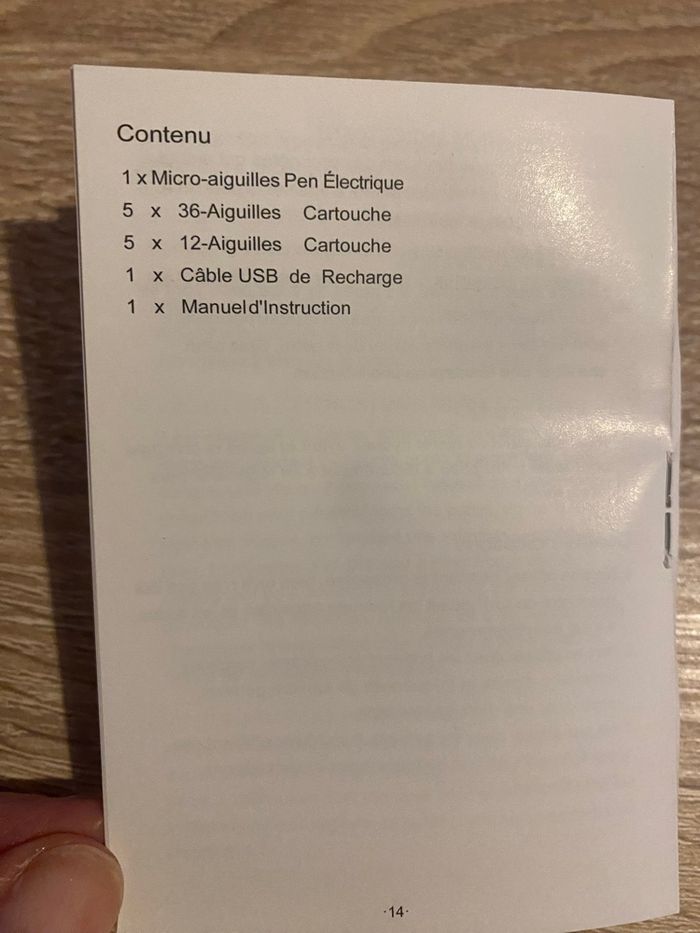 Contenu
1 x Micro-aiguilles Pen Électrique
5 x 36-Aiguilles Cartouche
5 x 12-Aiguilles Cartouche
1 x Câble USB de Recharge
1 x Manuel d'Instruction
·14·